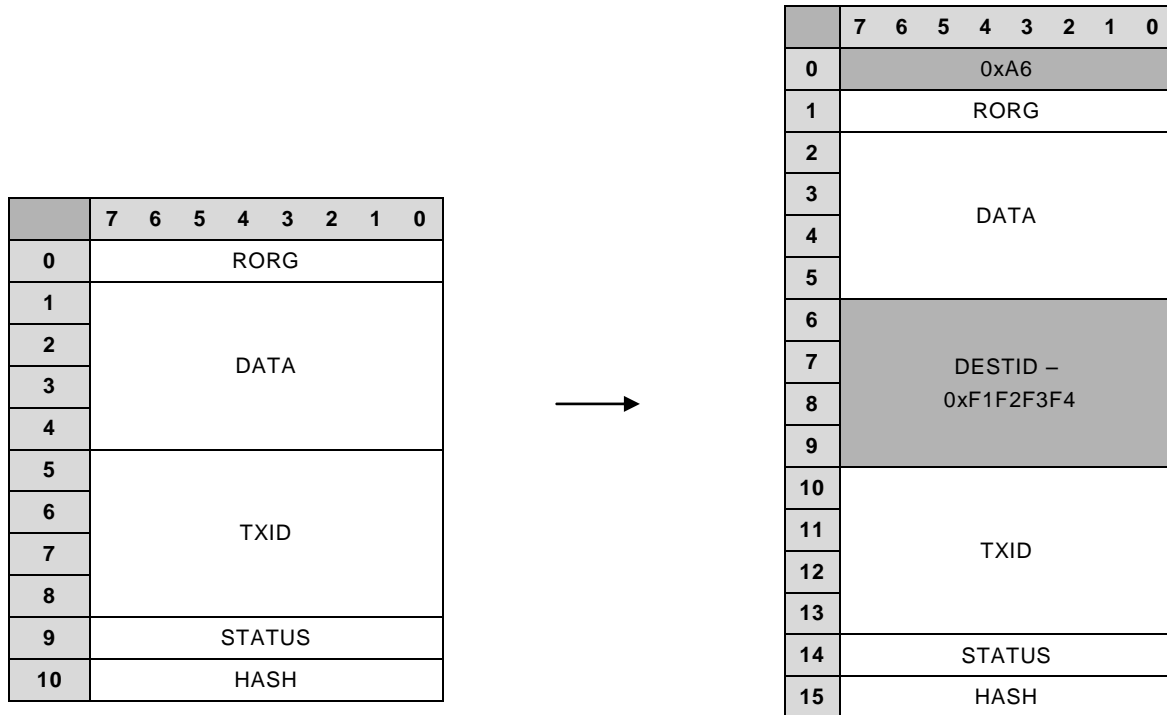 7 6 5 4 3 2 1 0
0 RORG
1
2
DATA
3
4
5
6
TXID
7
8
9 STATUS
10 HASH
7 6 5 4 3 2 1 0
0 0xA6
1 RORG
2
3
DATA
4
5
6
7 DESTID –
8 0xF1F2F3F4
9
10
11
TXID
12
13
14 STATUS
15 HASH